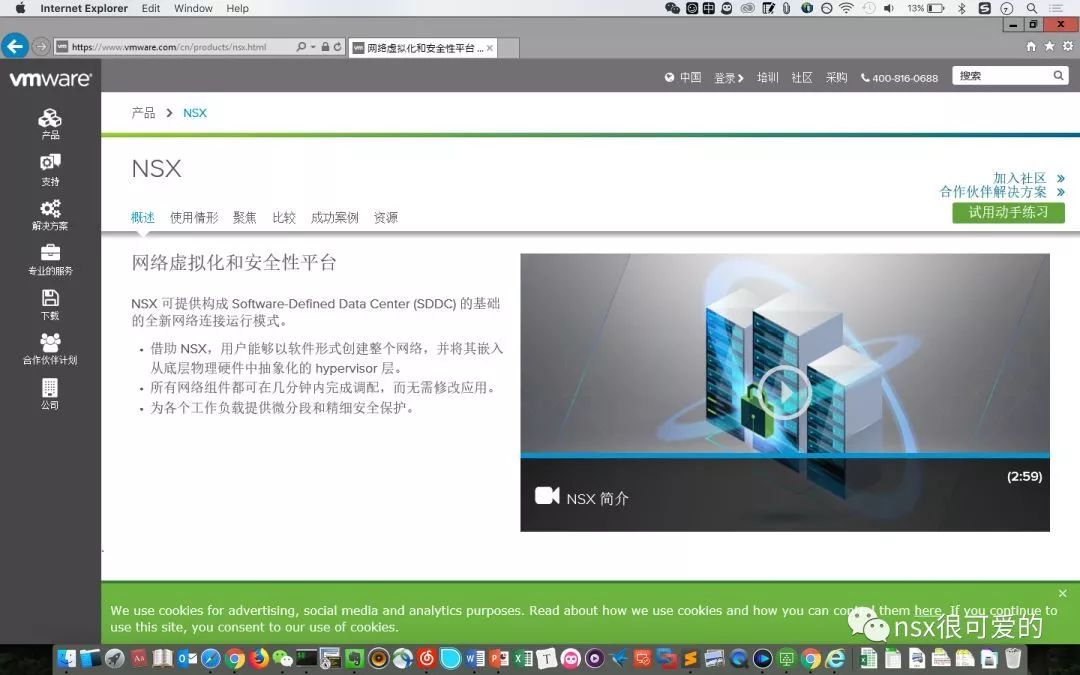 Internet Explorer Edit Window Help
13%
https://www.vmware.com/cn/products/nsx.html
网络虚拟化和安全性平台 ...
vmware
中国 登录 培训 社区 采购 400-816-0688 搜索
产品
支持
解决方案
专业的服务
下载
合作伙伴计划
公司
产品 > NSX
NSX
加入社区 »
合作伙伴解决方案 »
试用动手练习
概述 使用情形 聚焦 比较 成功案例 资源
网络虚拟化和安全性平台
NSX 可提供构成 Software-Defined Data Center (SDDC) 的基础
的全新网络连接运行模式。
• 借助 NSX，用户能够以软件形式创建整个网络，并将其嵌入
从底层物理硬件中抽象化的 hypervisor 层。
• 所有网络组件都可在几分钟内完成调配，而无需修改应用。
• 为各个工作负载提供微分段和精细安全保护。
(2:59)
NSX 简介
We use cookies for advertising, social media and analytics purposes. Read about how we use cookies and how you can control them here. If you continue to
use this site, you consent to our use of cookies.
nsx很可爱的